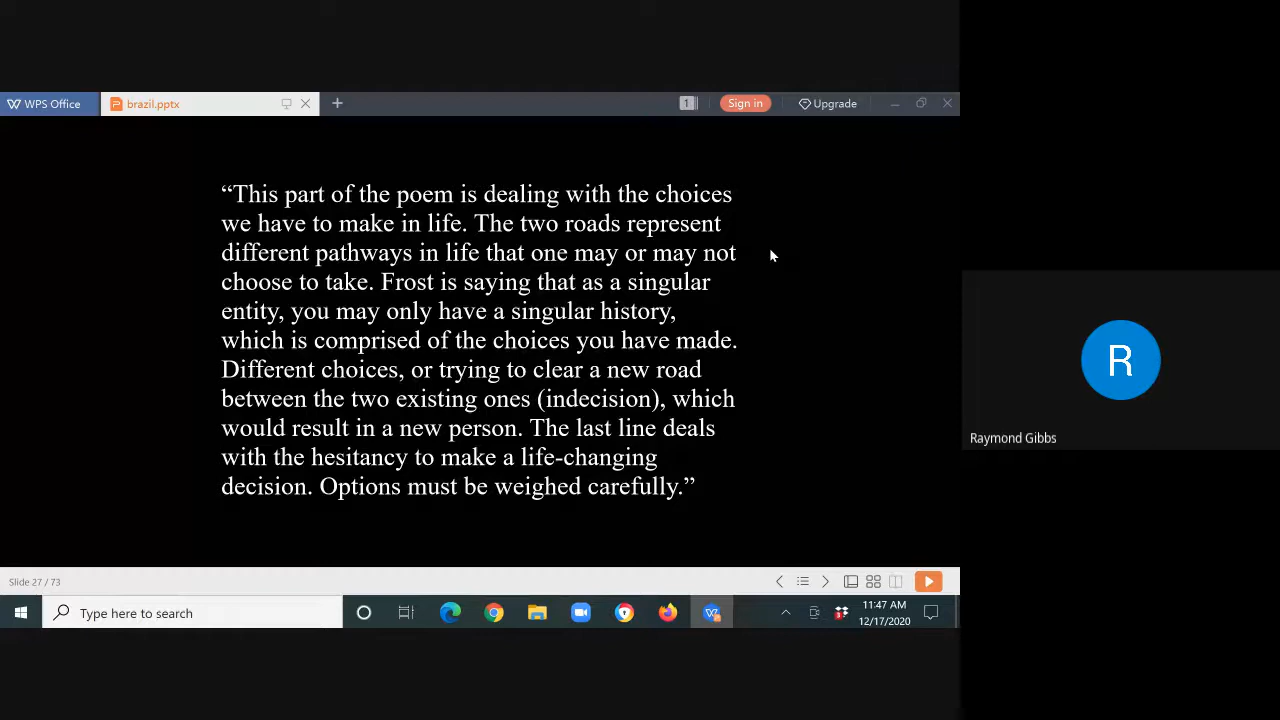 WPS Office
brazil.pptx
1
Sign in
Upgrade
“This part of the poem is dealing with the choices
we have to make in life. The two roads represent
different pathways in life that one may or may not
choose to take. Frost is saying that as a singular
entity, you may only have a singular history,
which is comprised of the choices you have made.
Different choices, or trying to clear a new road
between the two existing ones (indecision), which
would result in a new person. The last line deals
with the hesitancy to make a life-changing
decision. Options must be weighed carefully.”
R
Raymond Gibbs
Slide 27 / 73
Type here to search
11:47 AM
12/17/2020